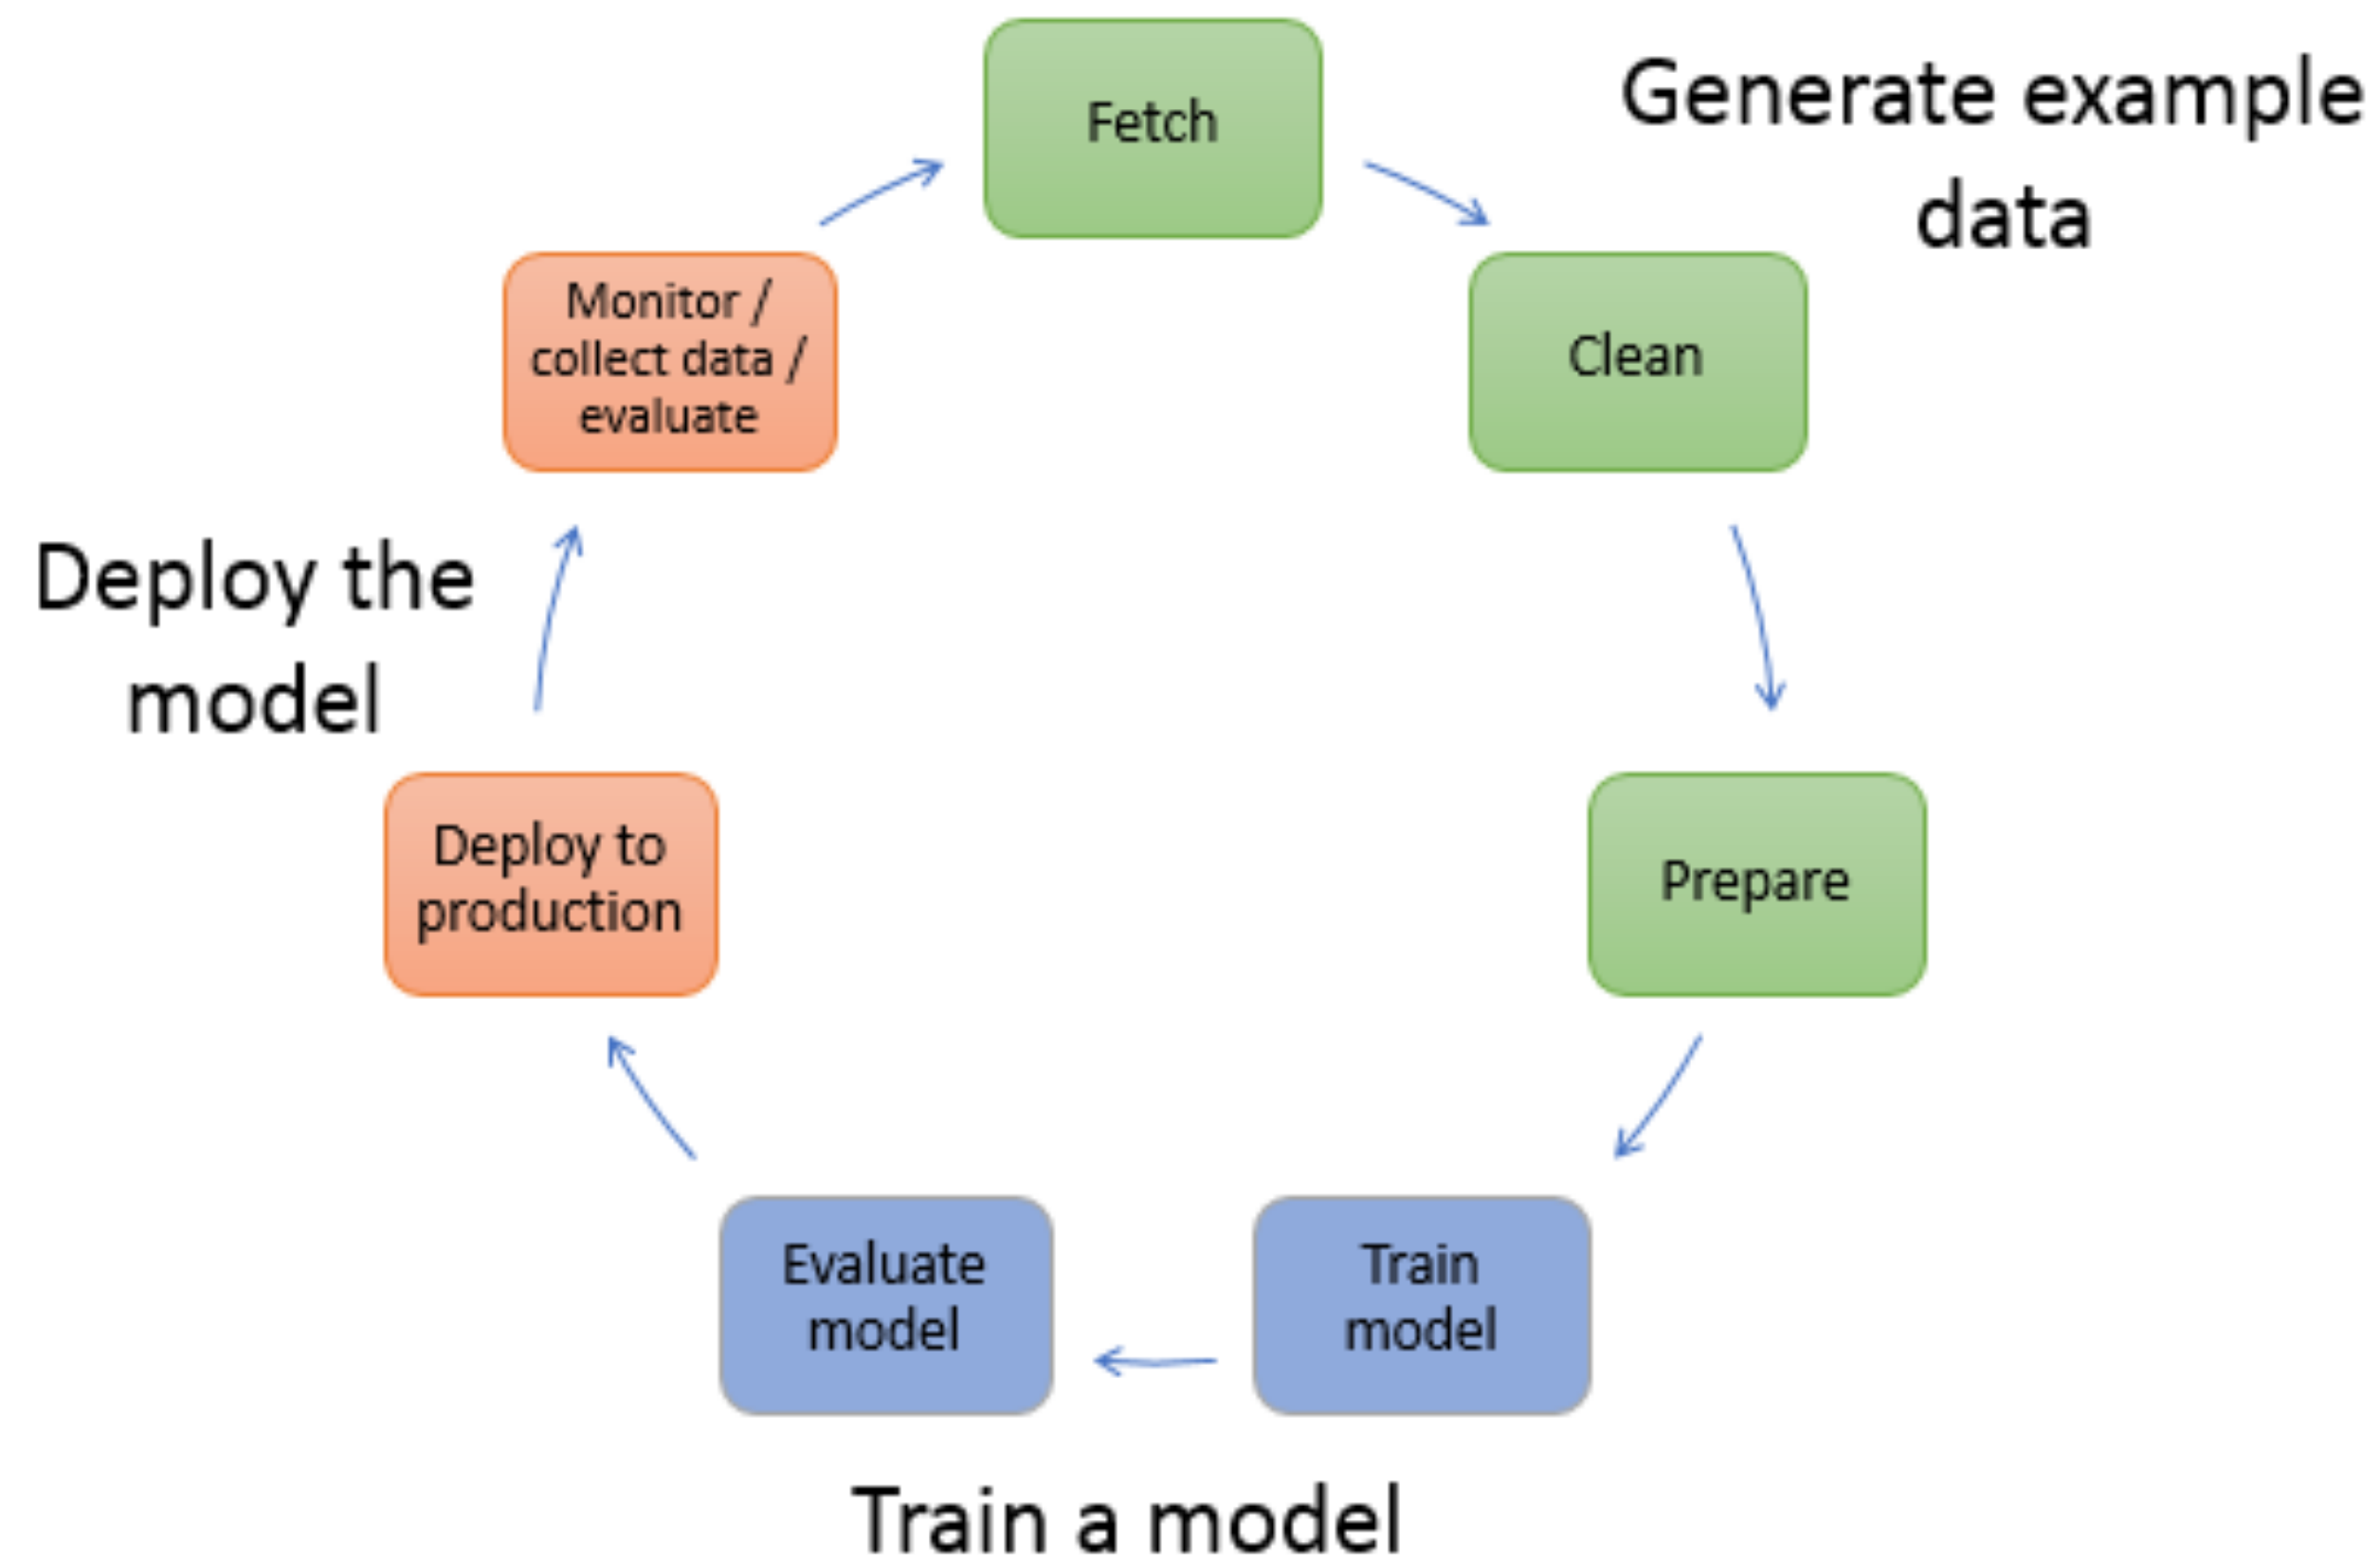 Fetch
Generate example
data
Clean
Prepare
Train
model
Train a model
Evaluate
model
Deploy to
production
Deploy the
model
Monitor /
collect data /
evaluate